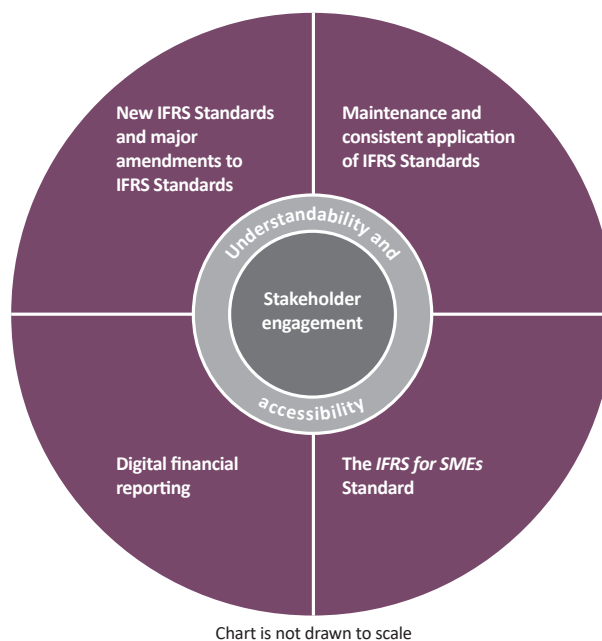 New IFRS Standards
and major
amendments to
IFRS Standards
Maintenance and
consistent application
of IFRS Standards
Understandability and
Stakeholder
engagement
accessibility
Digital financial
reporting
The IFRS for SMEs
Standard
Chart is not drawn to scale